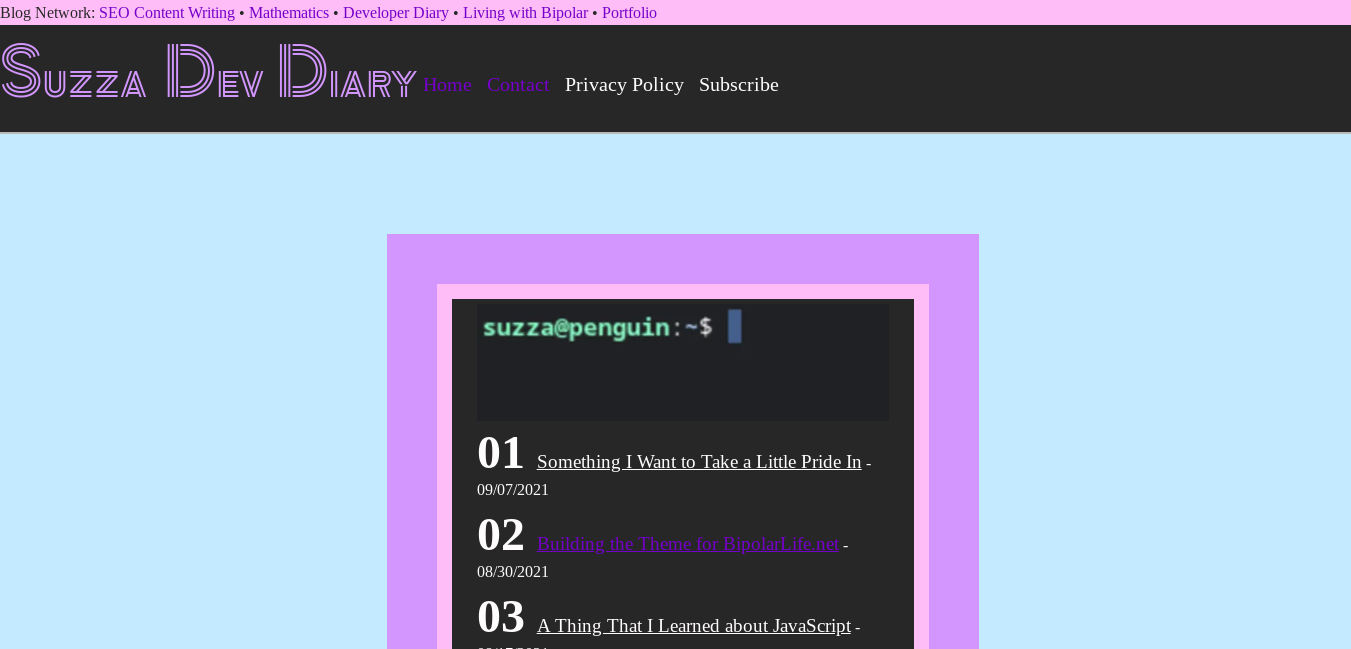 Blog Network: SEO Content Writing • Mathematics • Developer Diary • Living with Bipolar • Portfolio
Suzza Dev Diary Home Contact Privacy Policy Subscribe
suzza@penguin:~$
01 Something I Want to Take a Little Pride In -
09/07/2021
02 Building the Theme for BipolarLife.net -
08/30/2021
03 A Thing That I Learned about JavaScript -